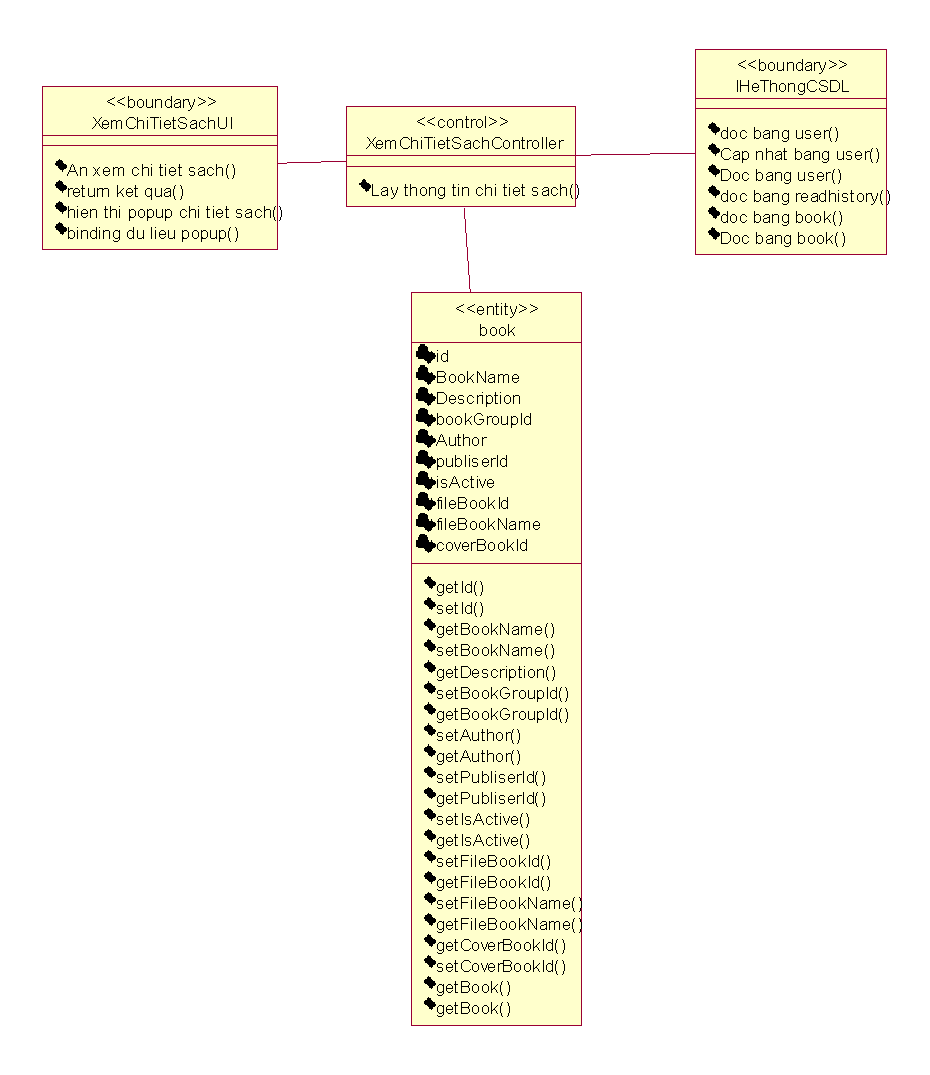 <<boundary>>
XemChiTietSachUI
An xem chi tiet sach()
return ket qua()
hien thi popup chi tiet sach()
binding du lieu popup()
<<control>>
XemChiTietSachController
Lay thong tin chi tiet sach()
<<boundary>>
IHeThongCSDL
doc bang user()
Cap nhat bang user()
Doc bang user()
doc bang readhistory()
doc bang book()
Doc bang book()
<<entity>>
book
id
BookName
Description
bookGroupId
Author
publiserId
isActive
fileBookId
fileBookName
coverBookId
getId()
setId()
getBookName()
setBookName()
getDescription()
setBookGroupId()
getBookGroupId()
setAuthor()
getAuthor()
setPubliserId()
getPubliserId()
setIsActive()
getIsActive()
setFileBookId()
getFileBookId()
setFileBookName()
getFileBookName()
getCoverBookId()
setCoverBookId()
getBook()
getBook()